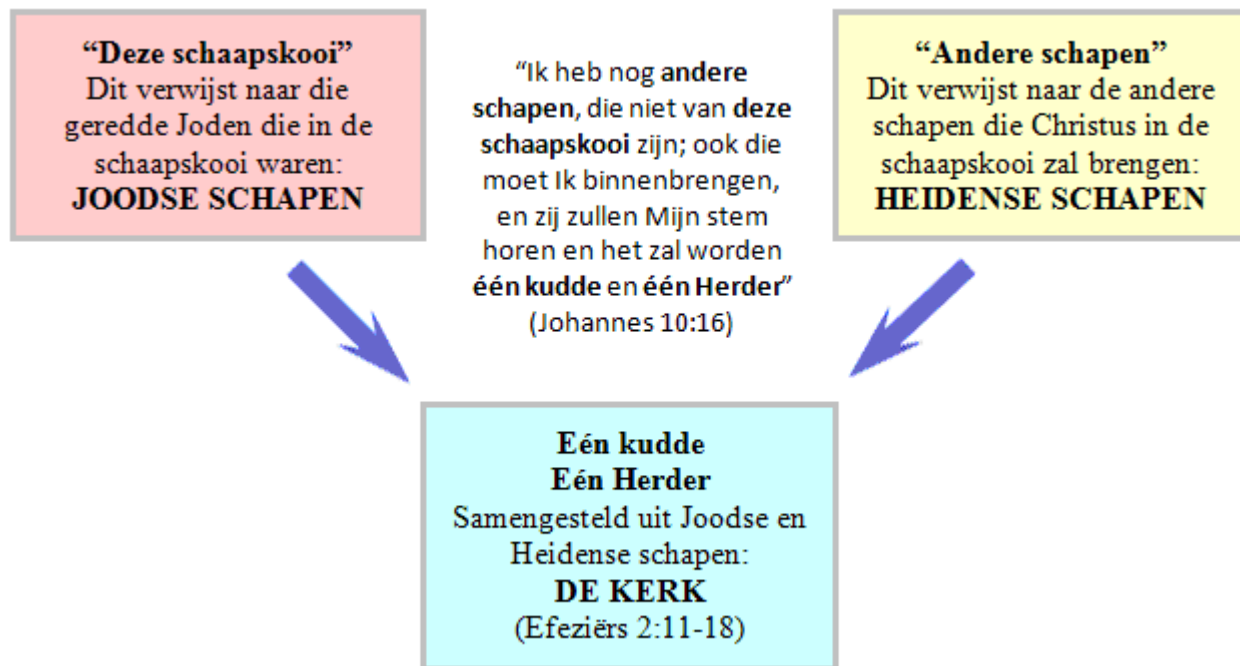 “Deze schaapskooi”
Dit verwijst naar die
geredde Joden die in de
schaapskooi waren:
JOODSE SCHAPEN
“Ik heb nog andere
schapen, die niet van deze
schaapskooi zijn; ook die
moet Ik binnenbrengen,
en zij zullen Mijn stem
horen en het zal worden
één kudde en één Herder”
(Johannes 10:16)
“Andere schapen”
Dit verwijst naar de andere
schapen die Christus in de
schaapskooi zal brengen:
HEIDENSE SCHAPEN
Eén kudde
Eén Herder
Samengesteld uit Joodse en
Heidense schapen:
DE KERK
(Efeziërs 2:11-18)